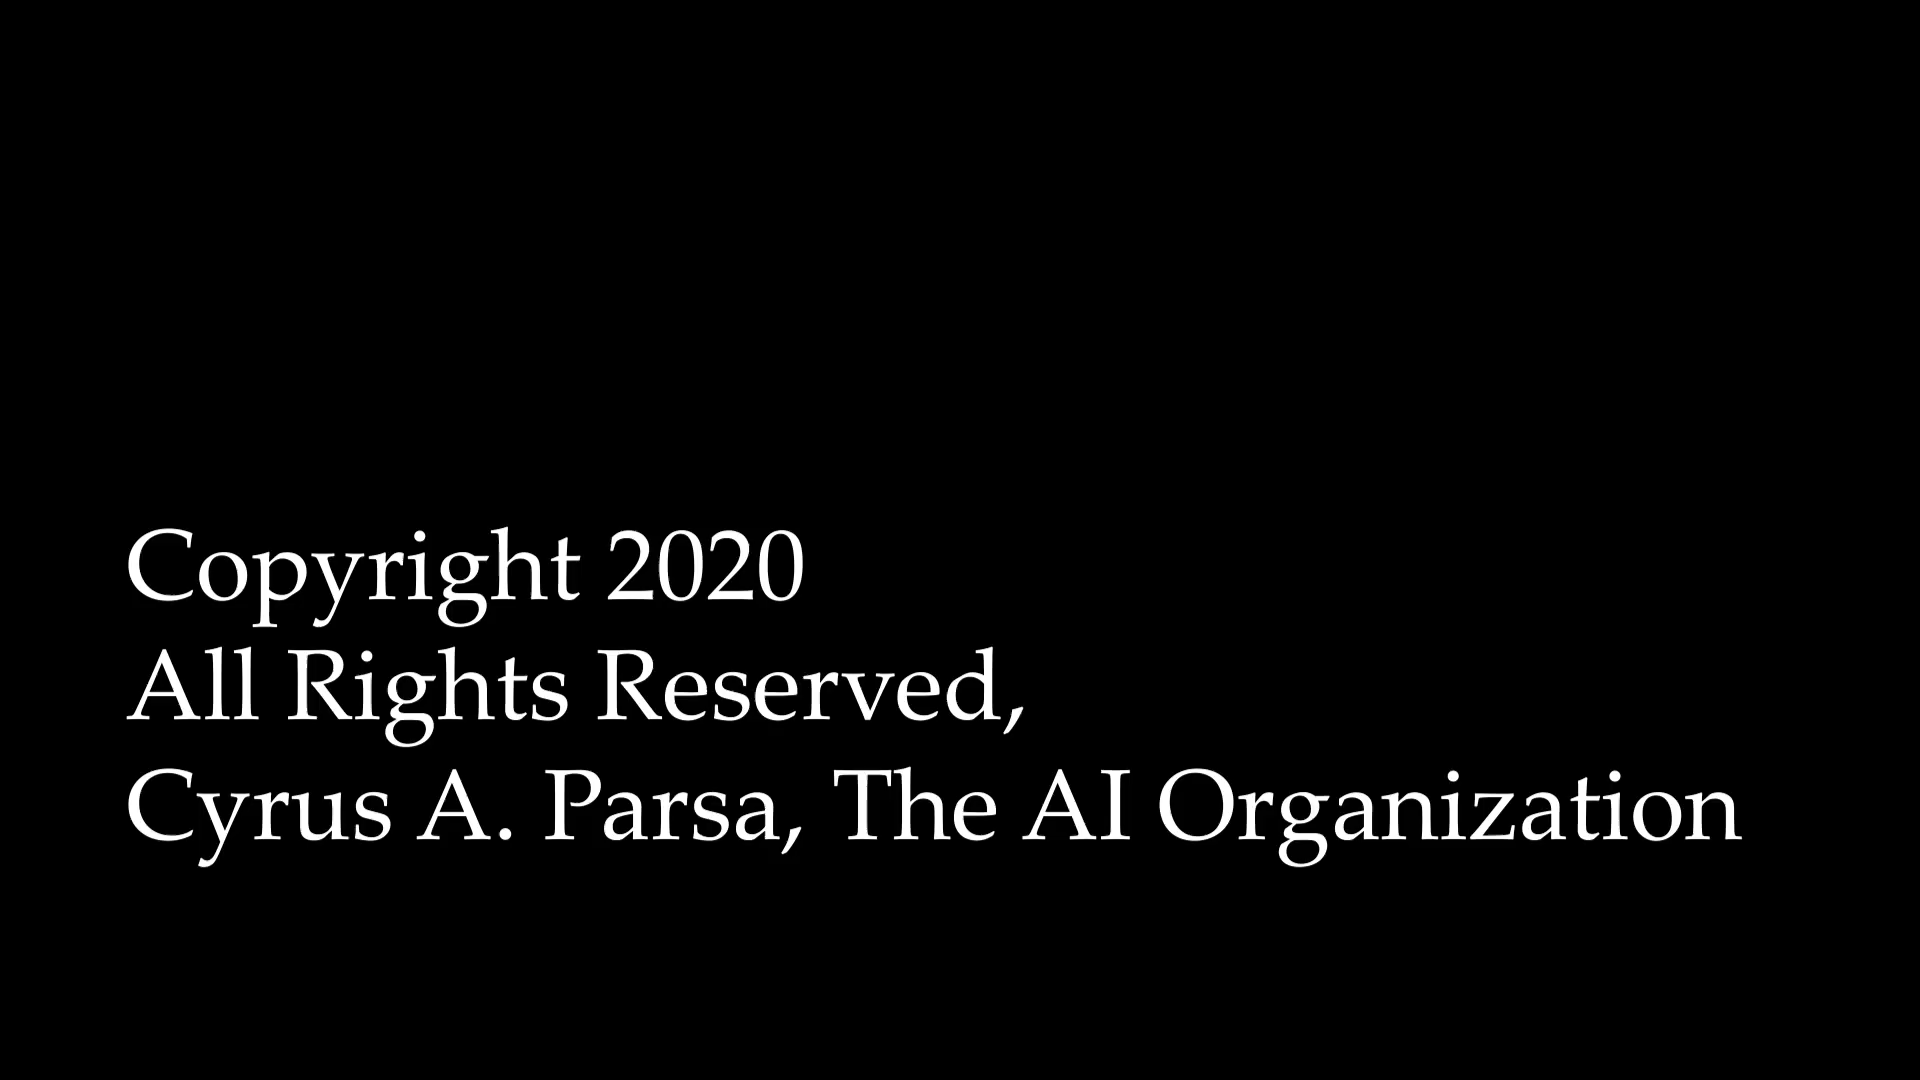 Copyright 2020
All Rights Reserved,
Cyrus A. Parsa, The AI Organization